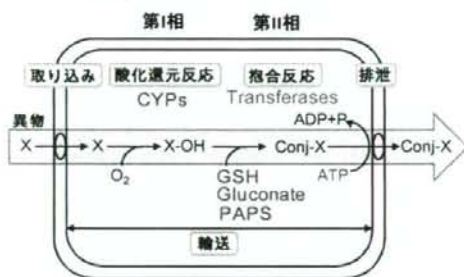 第I相 第II相
取り込み 酸化還元反応 抱合反応 排泄
CYPs Transferases
異物 ADP+P
X X X-OH Conj-X Conj-X
O2 GSH ATP
Gluconate
PAPS
輸送